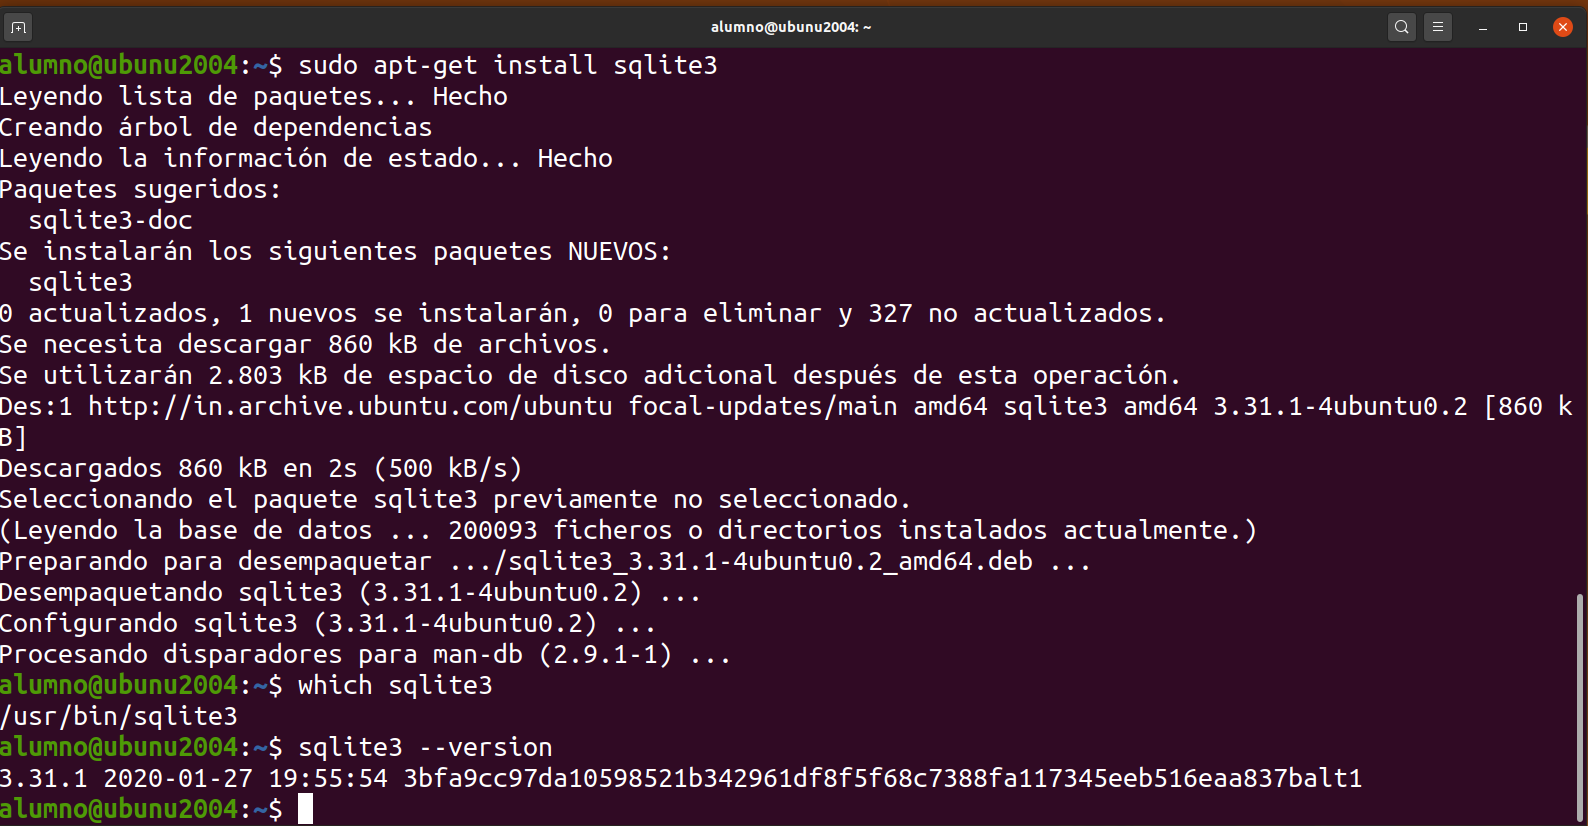 alumno@ubunu2004: ~
alumno@ubunu2004:~$ sudo apt-get install sqlite3
Leyendo lista de paquetes... Hecho
Creando árbol de dependencias
Leyendo la información de estado... Hecho
Paquetes sugeridos:
  sqlite3-doc
Se instalarán los siguientes paquetes NUEVOS:
  sqlite3
0 actualizados, 1 nuevos se instalarán, 0 para eliminar y 327 no actualizados.
Se necesita descargar 860 kB de archivos.
Se utilizarán 2.803 kB de espacio de disco adicional después de esta operación.
Des:1 http://in.archive.ubuntu.com/ubuntu focal-updates/main amd64 sqlite3 amd64 3.31.1-4ubuntu0.2 [860 k
B]
Descargados 860 kB en 2s (500 kB/s)
Seleccionando el paquete sqlite3 previamente no seleccionado.
(Leyendo la base de datos ... 200093 ficheros o directorios instalados actualmente.)
Preparando para desempaquetar .../sqlite3_3.31.1-4ubuntu0.2_amd64.deb ...
Desempaquetando sqlite3 (3.31.1-4ubuntu0.2) ...
Configurando sqlite3 (3.31.1-4ubuntu0.2) ...
Procesando disparadores para man-db (2.9.1-1) ...
alumno@ubunu2004:~$ which sqlite3
/usr/bin/sqlite3
alumno@ubunu2004:~$ sqlite3 --version
3.31.1 2020-01-27 19:55:54 3bfa9cc97da10598521b342961df8f5f68c7388fa117345eeb516eaa837balt1
alumno@ubunu2004:~$